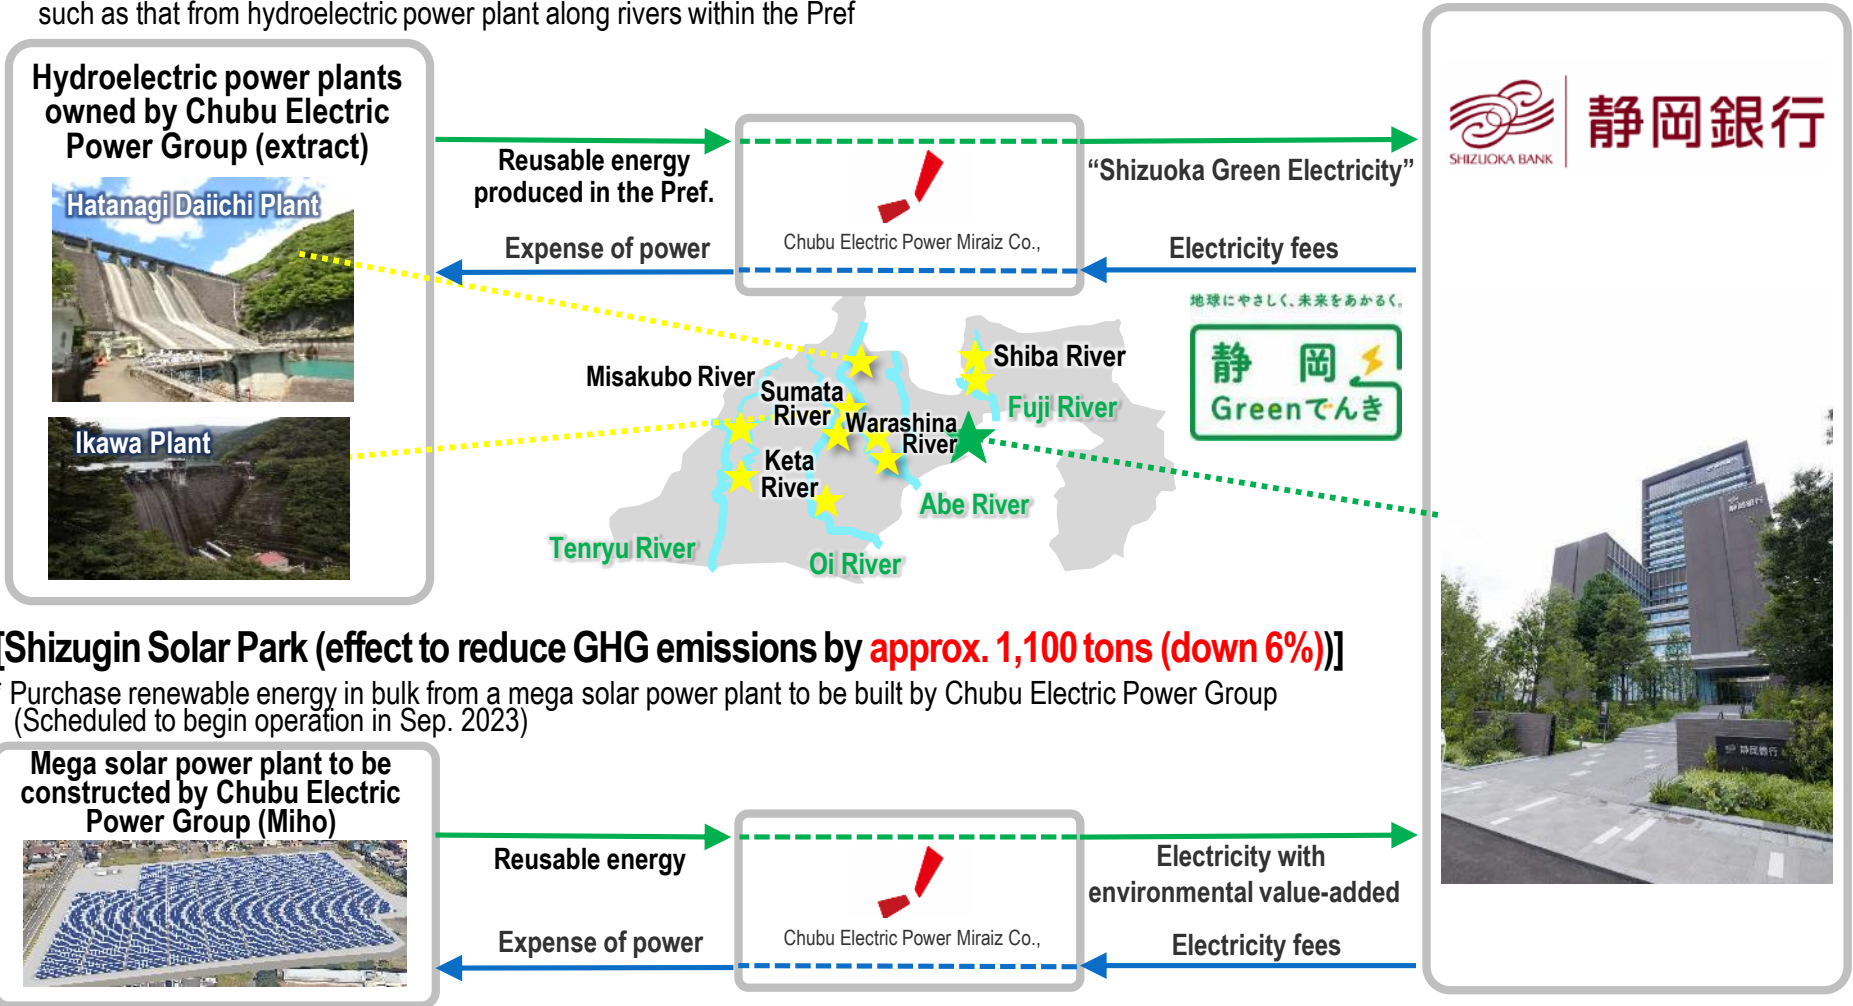 such as that from hydroelectric power plant along rivers within the Pref
Hydroelectric power plants
owned by Chubu Electric
Power Group (extract)
Hatanagi Daiichi Plant
Ikawa Plant
Reusable energy
produced in the Pref.
Expense of power
Chubu Electric Power Miraiz Co.,
“Shizuoka Green Electricity”
Electricity fees
SHIZUOKA BANK
静岡銀行
地球にやさしく、未来をあかるく。
静岡
Greenでんき
Misakubo River
Sumata
River
Warashina
River
Shiba River
Fuji River
Keta
River
Abe River
Tenryu River
Oi River
静岡銀行
静岡銀行
[Shizugin Solar Park (effect to reduce GHG emissions by approx. 1,100 tons (down 6%))]
* Purchase renewable energy in bulk from a mega solar power plant to be built by Chubu Electric Power Group
(Scheduled to begin operation in Sep. 2023)
Mega solar power plant to be
constructed by Chubu Electric
Power Group (Miho)
Reusable energy
Expense of power
Chubu Electric Power Miraiz Co.,
Electricity with
environmental value-added
Electricity fees